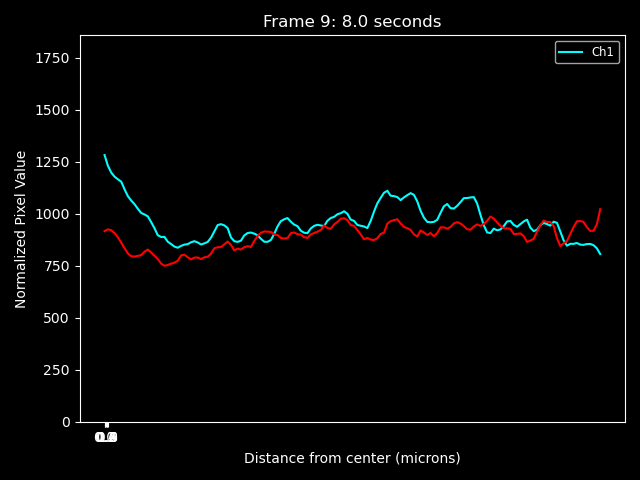 Frame 9: 8.0 seconds
Ch1
Normalized Pixel Value
1750
1500
1250
1000
750
500
250
0
Distance from center (microns)